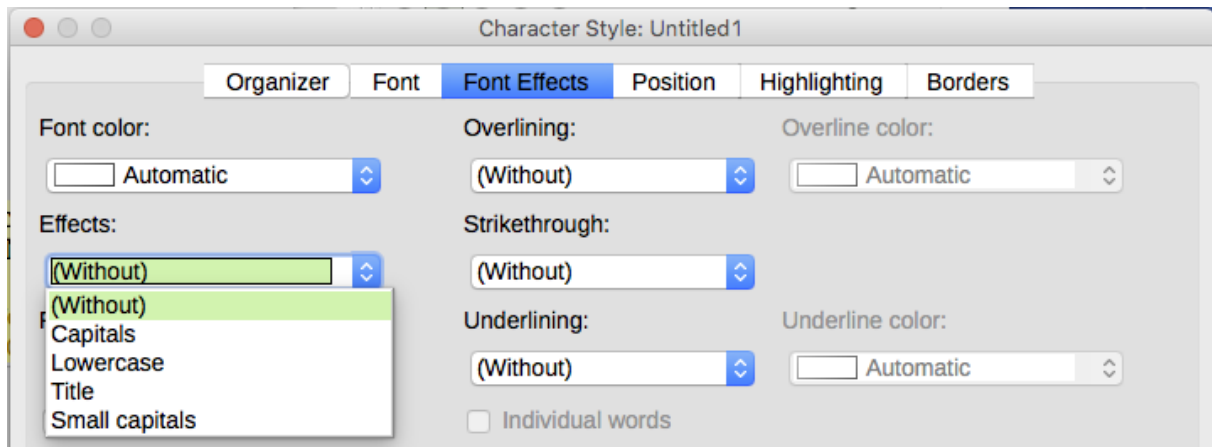 Character Style: Untitled1
Organizer Font Font Effects Position Highlighting Borders
Font color: Overlining: Overline color:
Automatic (Without) Automatic
Effects: Strikethrough:
(Without) (Without)
(Without)
Capitals Underlining: Underline color:
Lowercase
Title (Without) Automatic
Small capitals Individual words